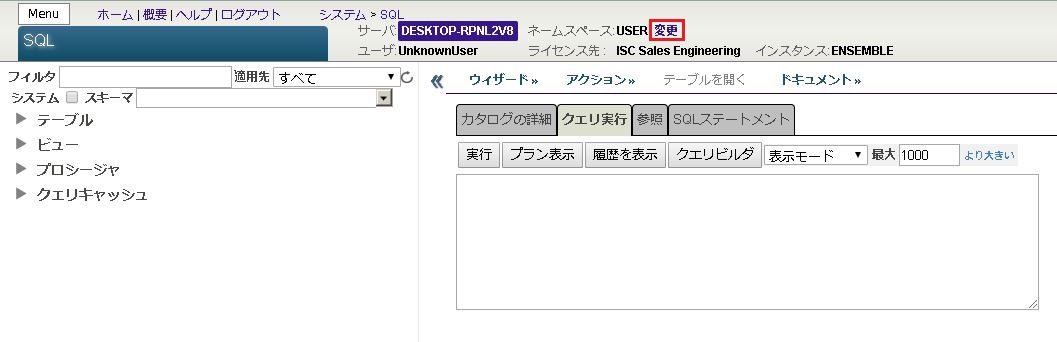 Menu ホーム | 概要 | ヘルプ | ログアウト システム > SQL
SQL
サーバ: DESKTOP-RPNL2V8 ネームスペース: USER 変更
ユーザ: UnknownUser ライセンス先: ISC Sales Engineering インスタンス: ENSEMBLE
フィルタ 適用先 すべて
システム スキーマ
テーブル
ビュー
プロシージャ
クエリキャッシュ
« ウィザード » アクション » テーブルを開く ドキュメント »
カタログの詳細 クエリ実行 参照 SQLステートメント
実行 プラン表示 履歴を表示 クエリビルダ 表示モード 最大 1000 より大きい